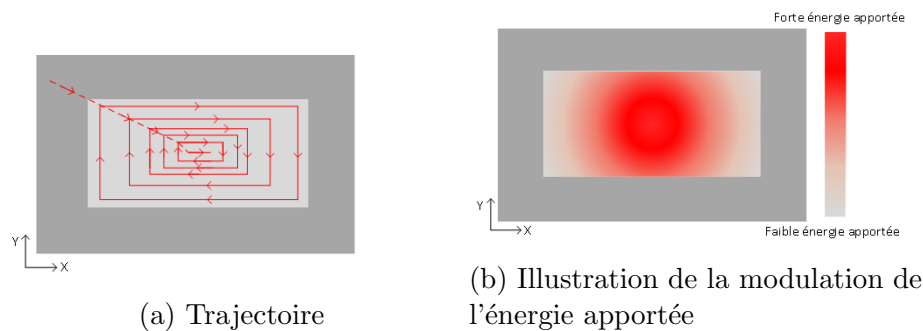 Y
X
(a) Trajectoire
Forte énergie apportée
Faible énergie apportée
Y
X
(b) Illustration de la modulation de
l'énergie apportée